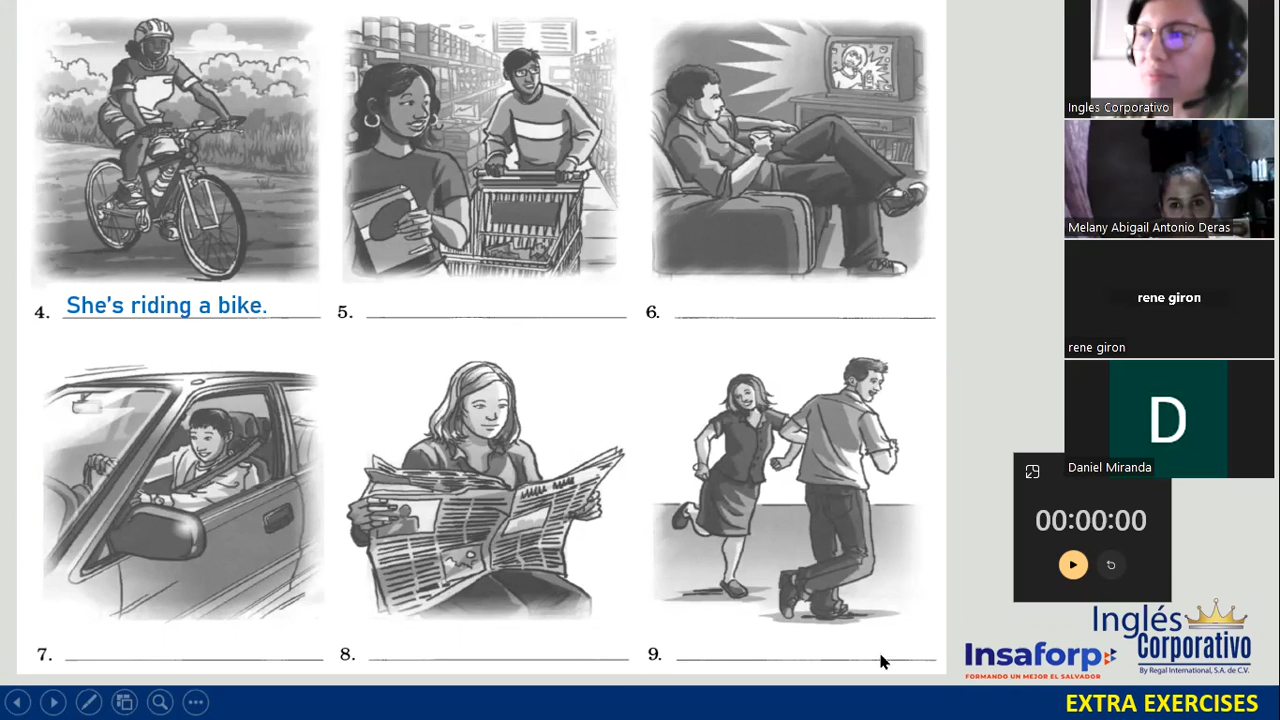 4. She's riding a bike.
5.
6.
7.
8.
9.
Ingles Corporativo
Melany Abigail Antonio Deras
rene giron
rene giron
D
Daniel Miranda
00:00:00
Inglés
Corporativo
By Regal International, S.A. de C.V.
Insaforp
FORMANDO UN MEJOR EL SALVADOR
EXTRA EXERCISES